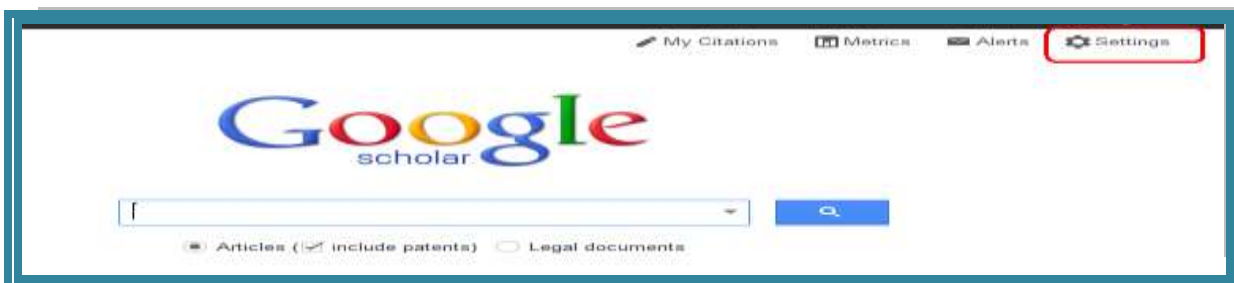 My Citations Metrics Alerts Settings
Google
scholar
Articles (include patents) Legal documents